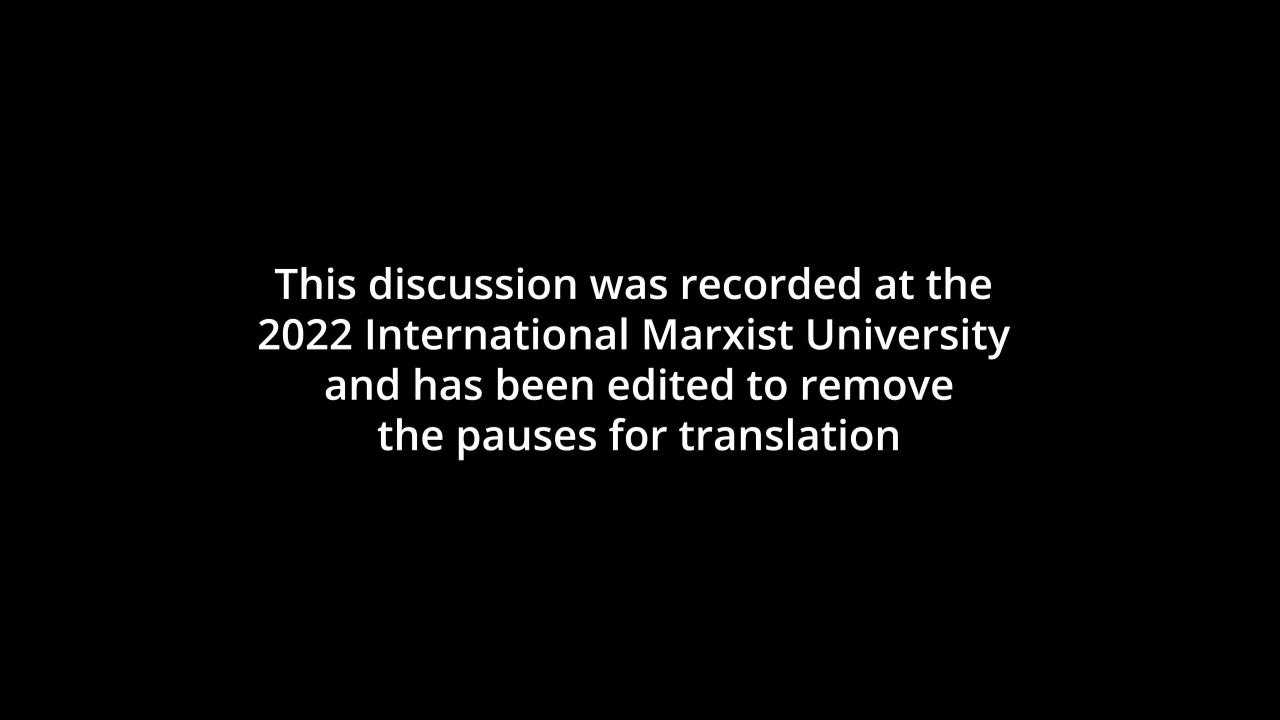 This discussion was recorded at the
2022 International Marxist University
and has been edited to remove
the pauses for translation